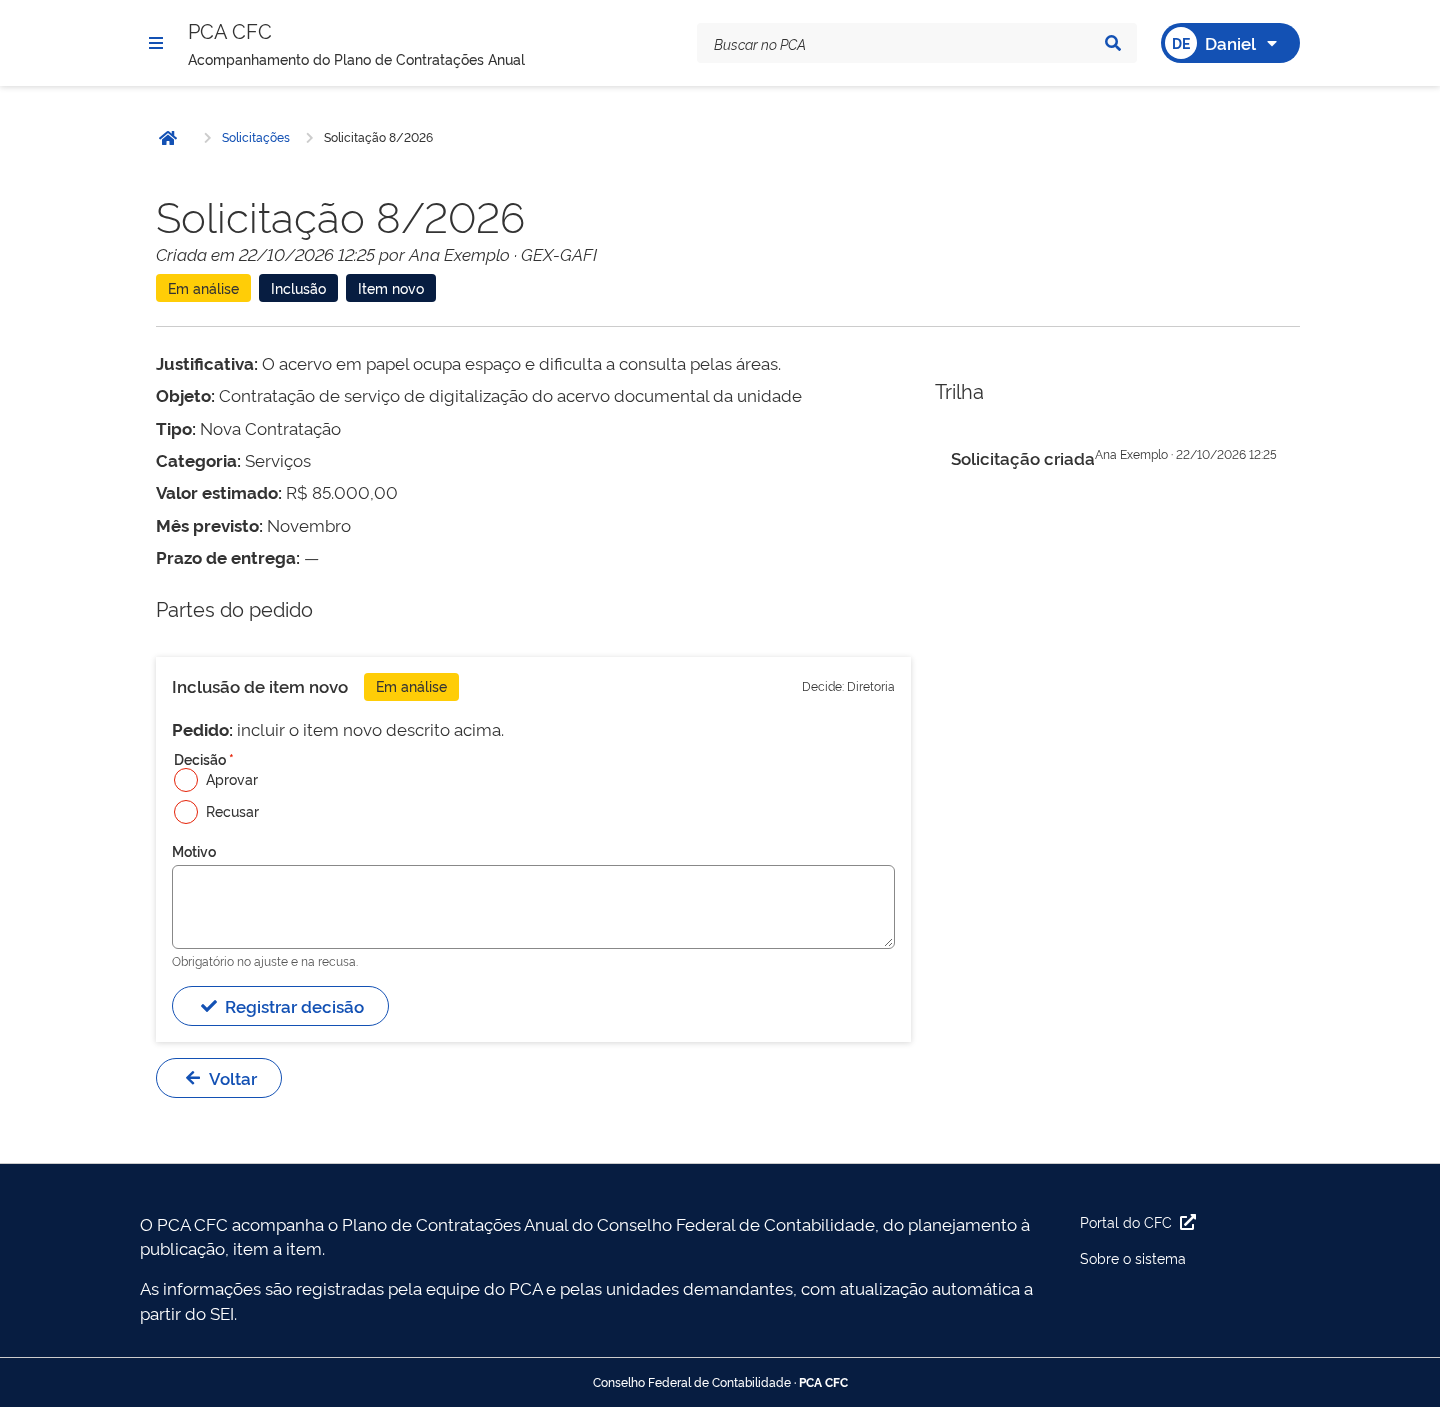 PCA CFC
Acompanhamento do Plano de Contratações Anual
Buscar no PCA
DE Daniel
Solicitações
Solicitação 8/2026
Solicitação 8/2026
Criada em 22/10/2026 12:25 por Ana Exemplo · GEX-GAFI
Em análise Inclusão Item novo
Justificativa: O acervo em papel ocupa espaço e dificulta a consulta pelas áreas.
Objeto: Contratação de serviço de digitalização do acervo documental da unidade
Tipo: Nova Contratação
Categoria: Serviços
Valor estimado: R$ 85.000,00
Mês previsto: Novembro
Prazo de entrega: —
Trilha
Solicitação criada Ana Exemplo · 22/10/2026 12:25
Partes do pedido
Inclusão de item novo Em análise Decide: Diretoria
Pedido: incluir o item novo descrito acima.
Decisão *
Aprovar
Recusar
Motivo
Obrigatório no ajuste e na recusa.
Registrar decisão
Voltar
O PCA CFC acompanha o Plano de Contratações Anual do Conselho Federal de Contabilidade, do planejamento à
publicação, item a item.
As informações são registradas pela equipe do PCA e pelas unidades demandantes, com atualização automática a
partir do SEI.
Portal do CFC
Sobre o sistema
Conselho Federal de Contabilidade · PCA CFC